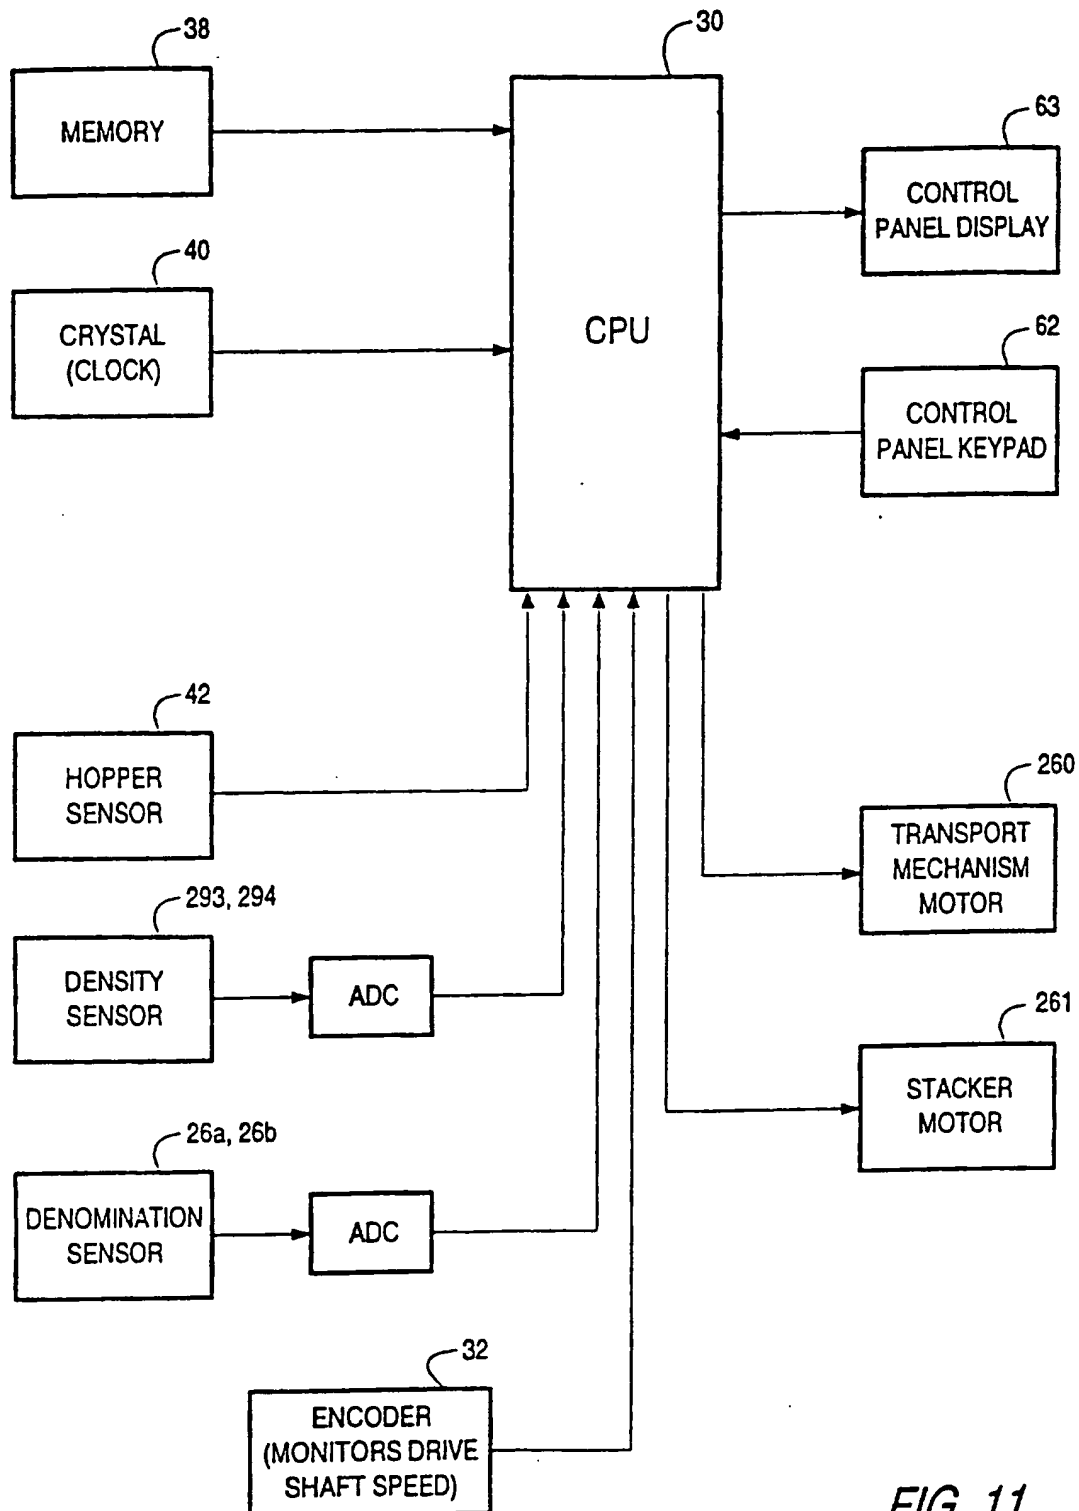 38
MEMORY
30
CPU
63
CONTROL
PANEL DISPLAY
40
CRYSTAL
(CLOCK)
62
CONTROL
PANEL KEYPAD
42
HOPPER
SENSOR
260
TRANSPORT
MECHANISM
MOTOR
293, 294
DENSITY
SENSOR
ADC
261
STACKER
MOTOR
26a, 26b
DENOMINATION
SENSOR
ADC
32
ENCODER
(MONITORS DRIVE
SHAFT SPEED)
FIG. 11